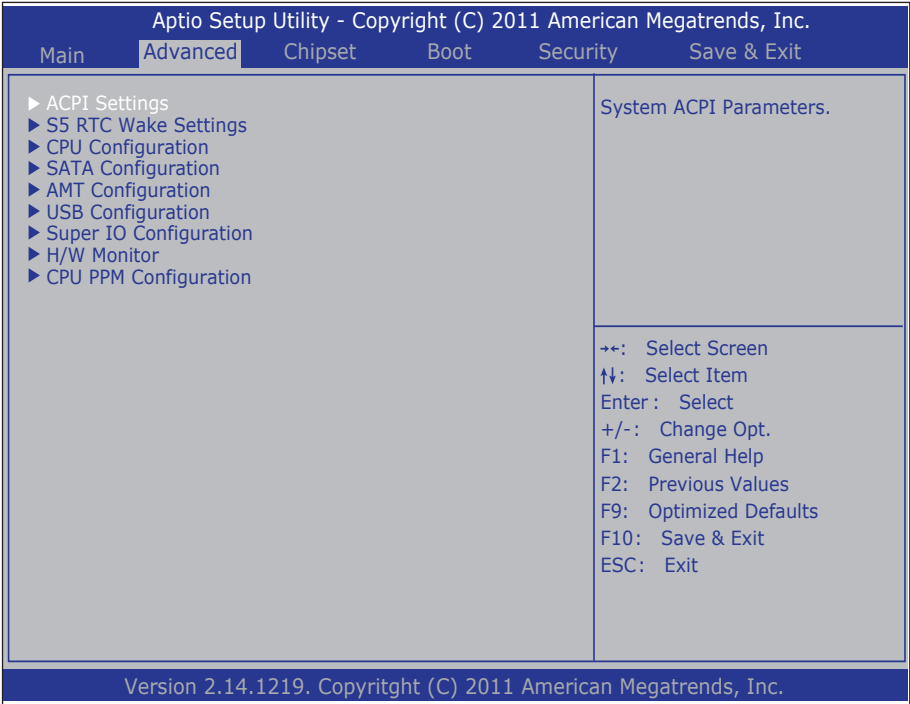 Aptio Setup Utility - Copyright (C) 2011 American Megatrends, Inc.
Main Advanced Chipset Boot Security Save & Exit
▶ ACPI Settings
▶ S5 RTC Wake Settings
▶ CPU Configuration
▶ SATA Configuration
▶ AMT Configuration
▶ USB Configuration
▶ Super IO Configuration
▶ H/W Monitor
▶ CPU PPM Configuration
System ACPI Parameters.
→←: Select Screen
↑↓: Select Item
Enter : Select
+/-: Change Opt.
F1: General Help
F2: Previous Values
F9: Optimized Defaults
F10: Save & Exit
ESC: Exit
Version 2.14.1219. Copyritght (C) 2011 American Megatrends, Inc.